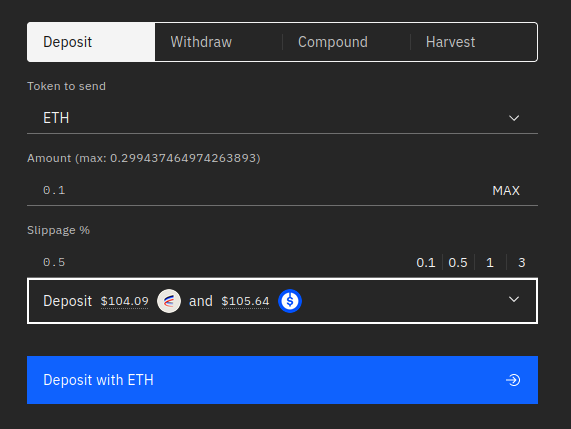 Deposit Withdraw Compound Harvest
Token to send
ETH
Amount (max: 0.299437464974263893)
0.1 MAX
Slippage %
0.5 0.1 0.5 1 3
Deposit $104.09 and $105.64
Deposit with ETH